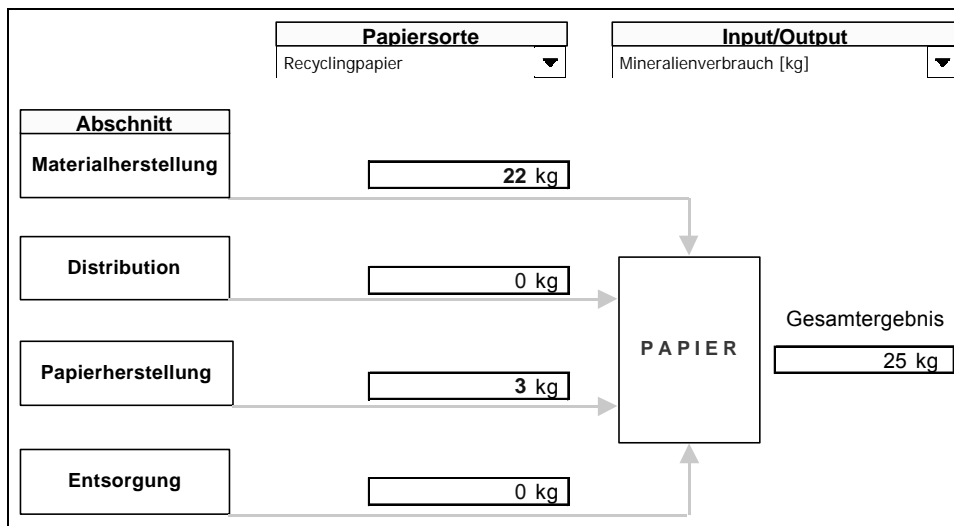 Papiersorte
Input/Output
Recyclingpapier
Mineralienverbrauch [kg]
Abschnitt
Materialherstellung
22 kg
Distribution
0 kg
Gesamtergebnis
PAPIER
25 kg
Papierherstellung
3 kg
Entsorgung
0 kg